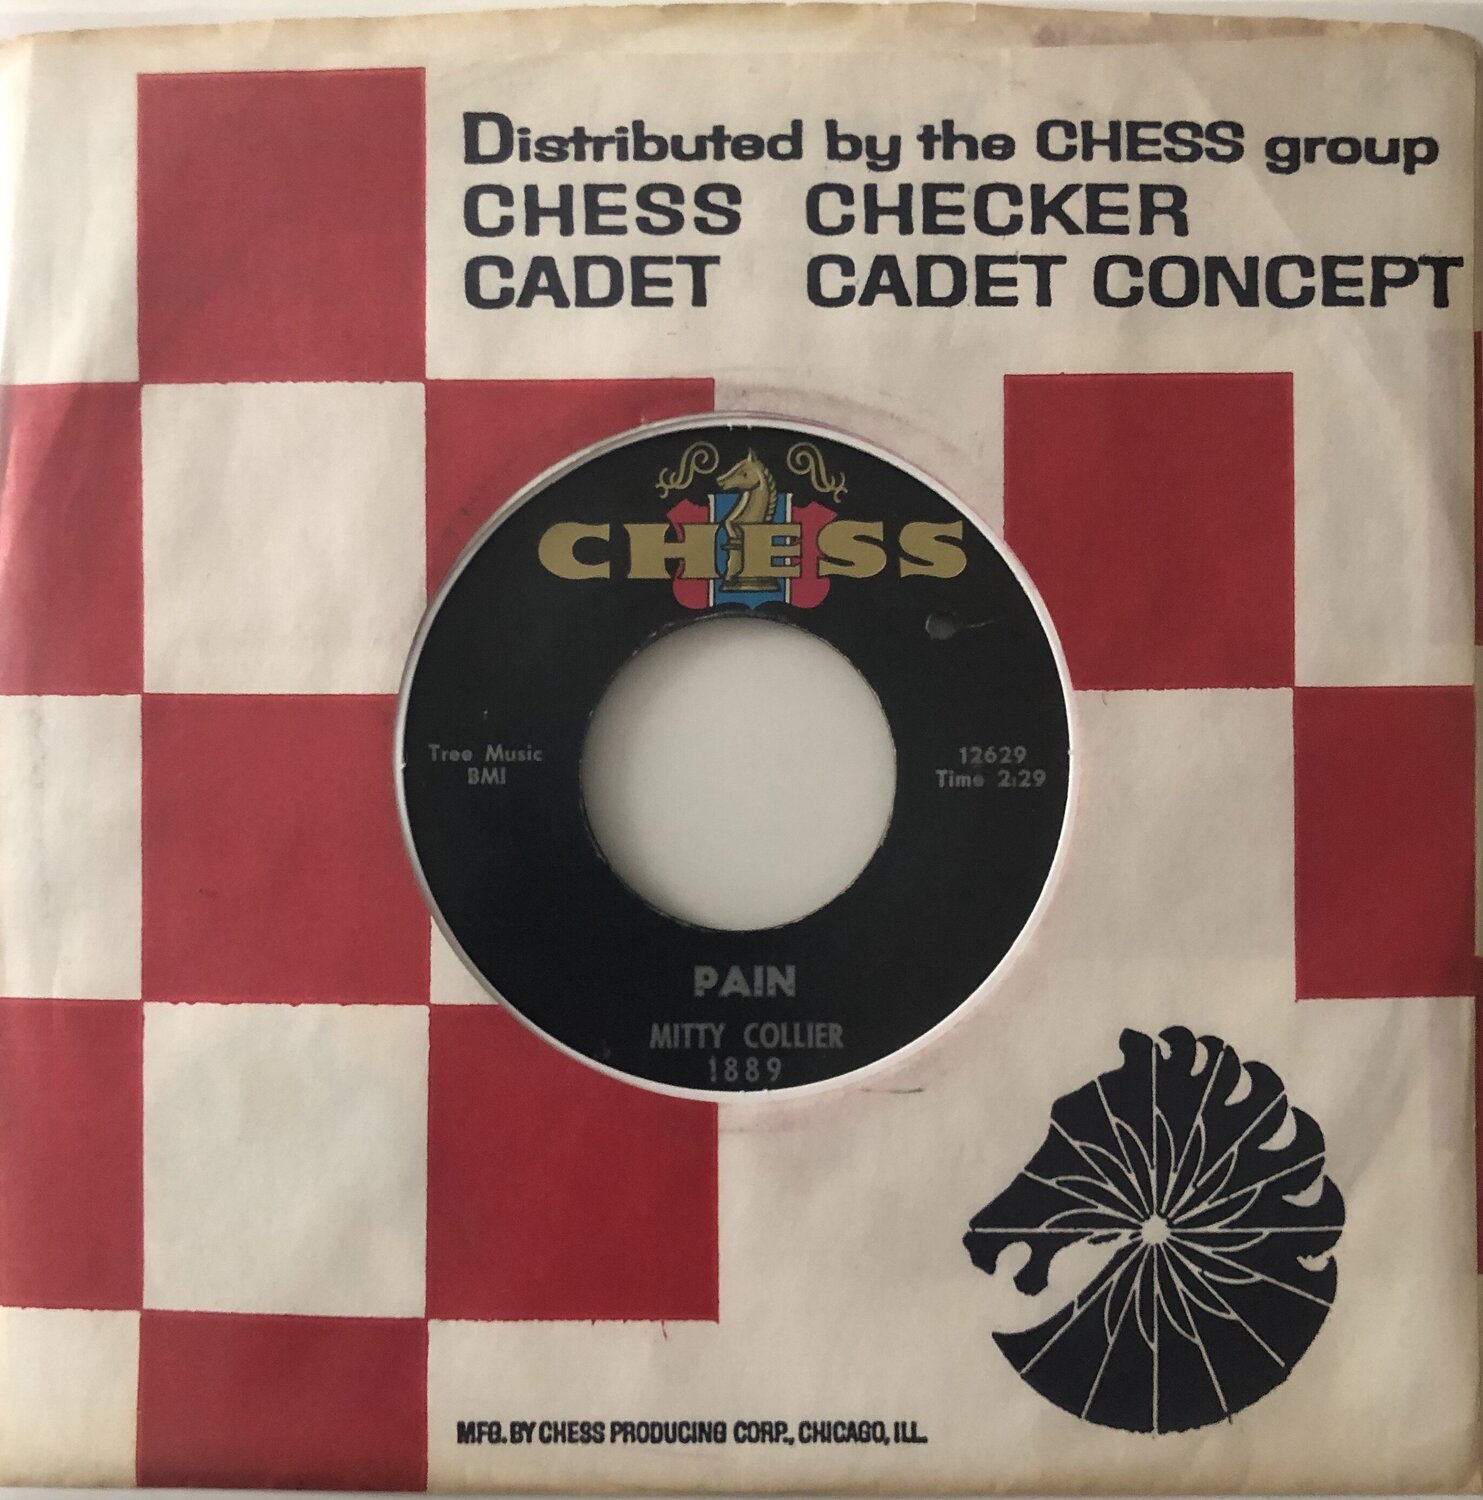 Distributed by the CHESS group
CHESS CHECKER
CADET CADET CONCEPT
CHESS
Tree Music
BMI
12629
Time 2:29
PAIN
MITTY COLLIER
1889
MFG. BY CHESS PRODUCING CORP., CHICAGO, ILL.